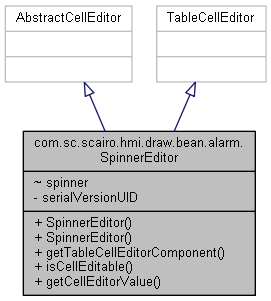 AbstractCellEditor
TableCellEditor
com.sc.scairo.hmi.draw.bean.alarm.
SpinnerEditor
~ spinner
- serialVersionUID
+ SpinnerEditor()
+ SpinnerEditor()
+ getTableCellEditorComponent()
+ isCellEditable()
+ getCellEditorValue()